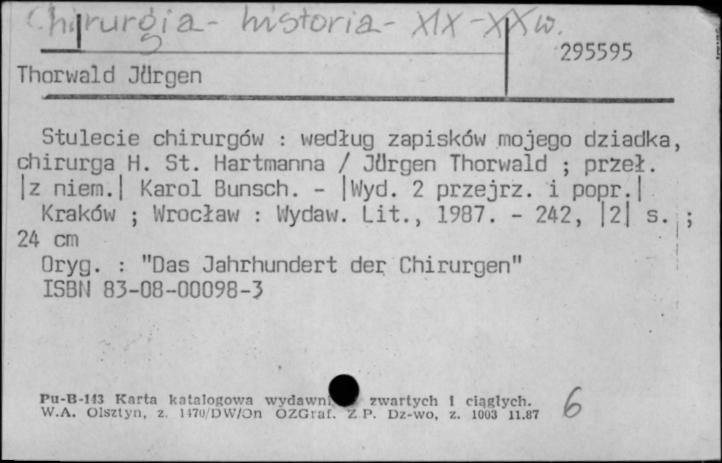 Chirurgia - historia - XIX-XX w.
295595
Thorwald Jürgen
Stulecie chirurgów : według zapisków mojego dziadka,
chirurga H. St. Hartmanna / Jürgen Thorwald ; przeł.
|z niem.| Karol Bunsch. - |Wyd. 2 przejrz. i popr.|
Kraków ; Wrocław : Wydaw. Lit., 1987. - 242, |2| s. ;
24 cm
Oryg. : "Das Jahrhundert der Chirurgen"
ISBN 83-08-00098-3
Pu-B-143 Karta katalogowa wydawni zwartych i ciągłych.
W.A. Olsztyn, z. 1470/DW/On OZGraf. Z.P. Dz-wo, z. 1003 11.87
6